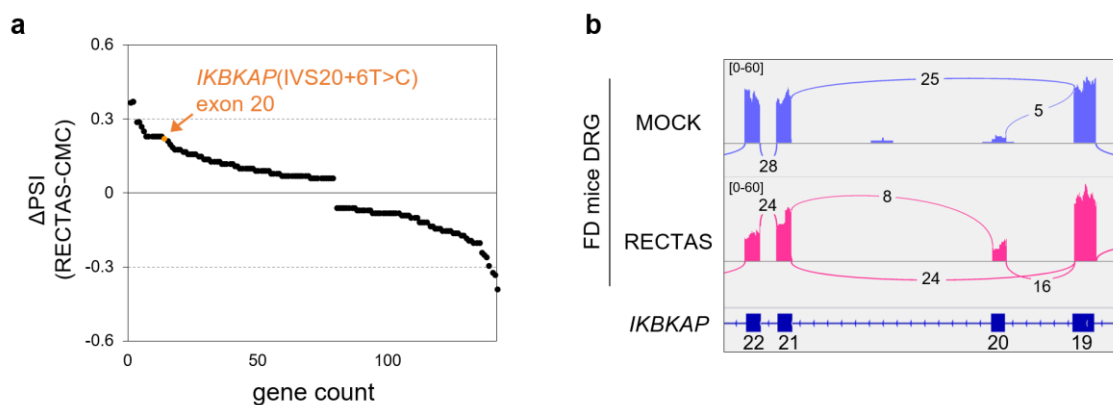 a
0.6
0.3
0
-0.3
-0.6
ΔPSI
(RECTAS-CMC)
IKBKAP(IVS20+6T>C)
exon 20
0
50
100
gene count
b
FD mice DRG
MOCK
[0-60]
25
5
28
RECTAS
[0-60]
24
8
24
16
IKBKAP
22
21
20
19